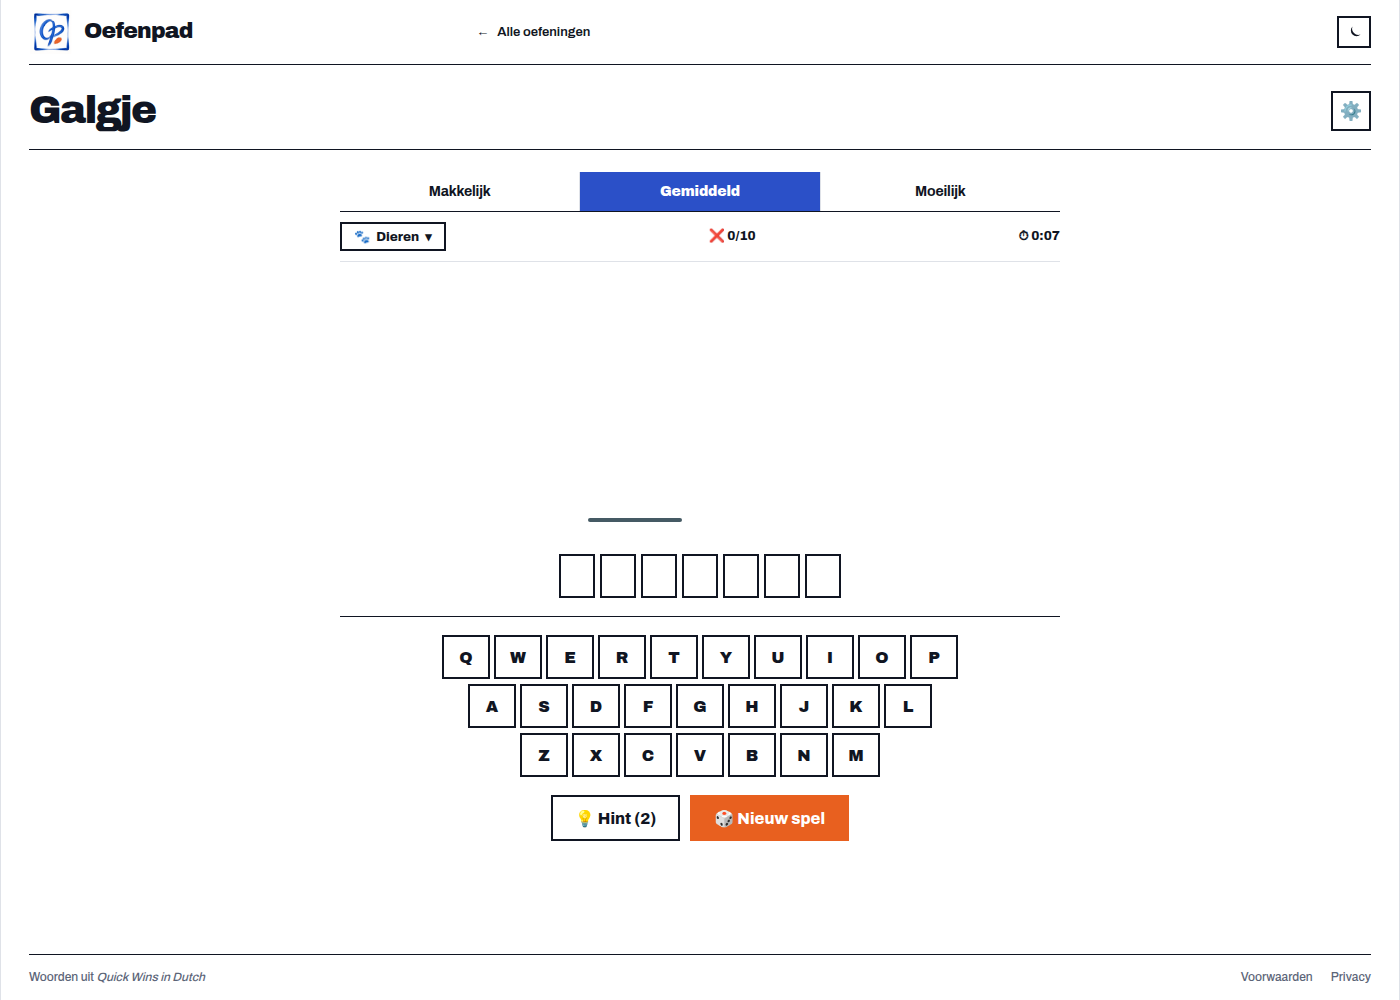 Oefenpad
← Alle oefeningen
Galgje
Makkelijk Gemiddeld Moeilijk
🐾 Dieren ▼ ❌ 0/10 ⏱ 0:07
Q W E R T Y U I O P
A S D F G H J K L
Z X C V B N M
💡 Hint (2) 🎲 Nieuw spel
Woorden uit Quick Wins in Dutch Voorwaarden Privacy